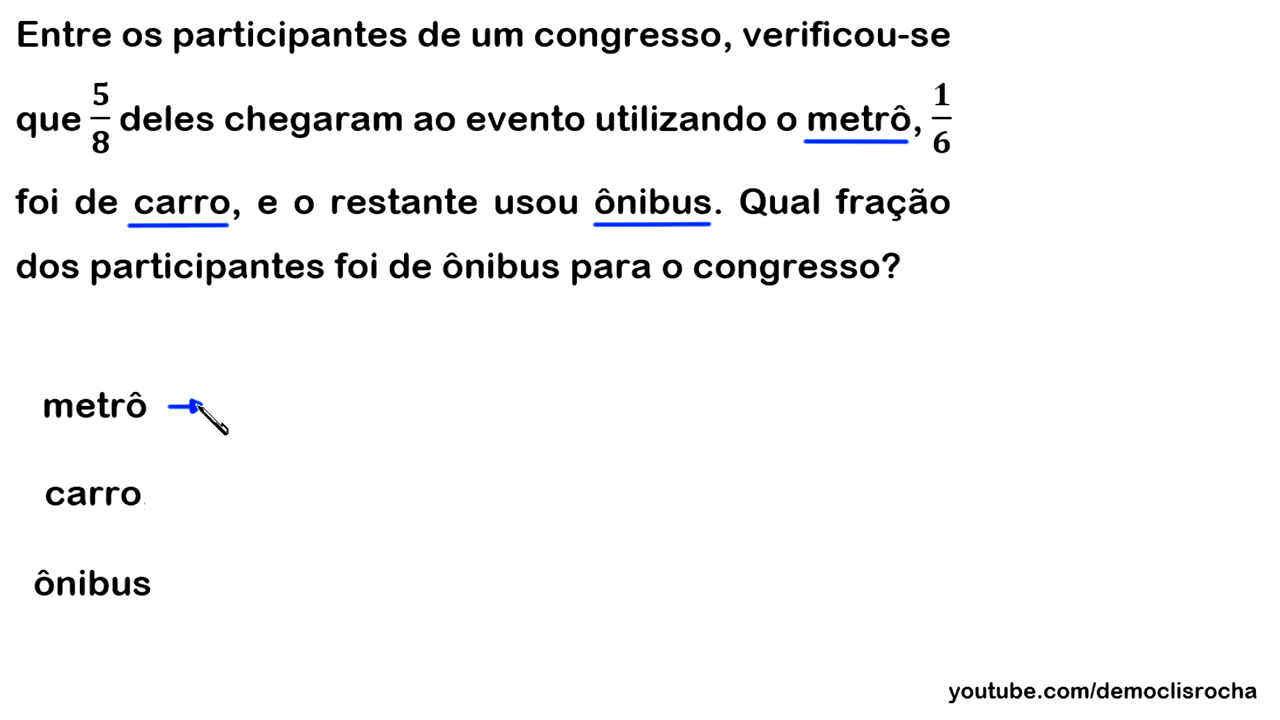 Entre os participantes de um congresso, verificou-se
que 5/8 deles chegaram ao evento utilizando o metrô, 1/6
foi de carro, e o restante usou ônibus. Qual fração
dos participantes foi de ônibus para o congresso?
metrô →
carro
ônibus
youtube.com/democlisrocha